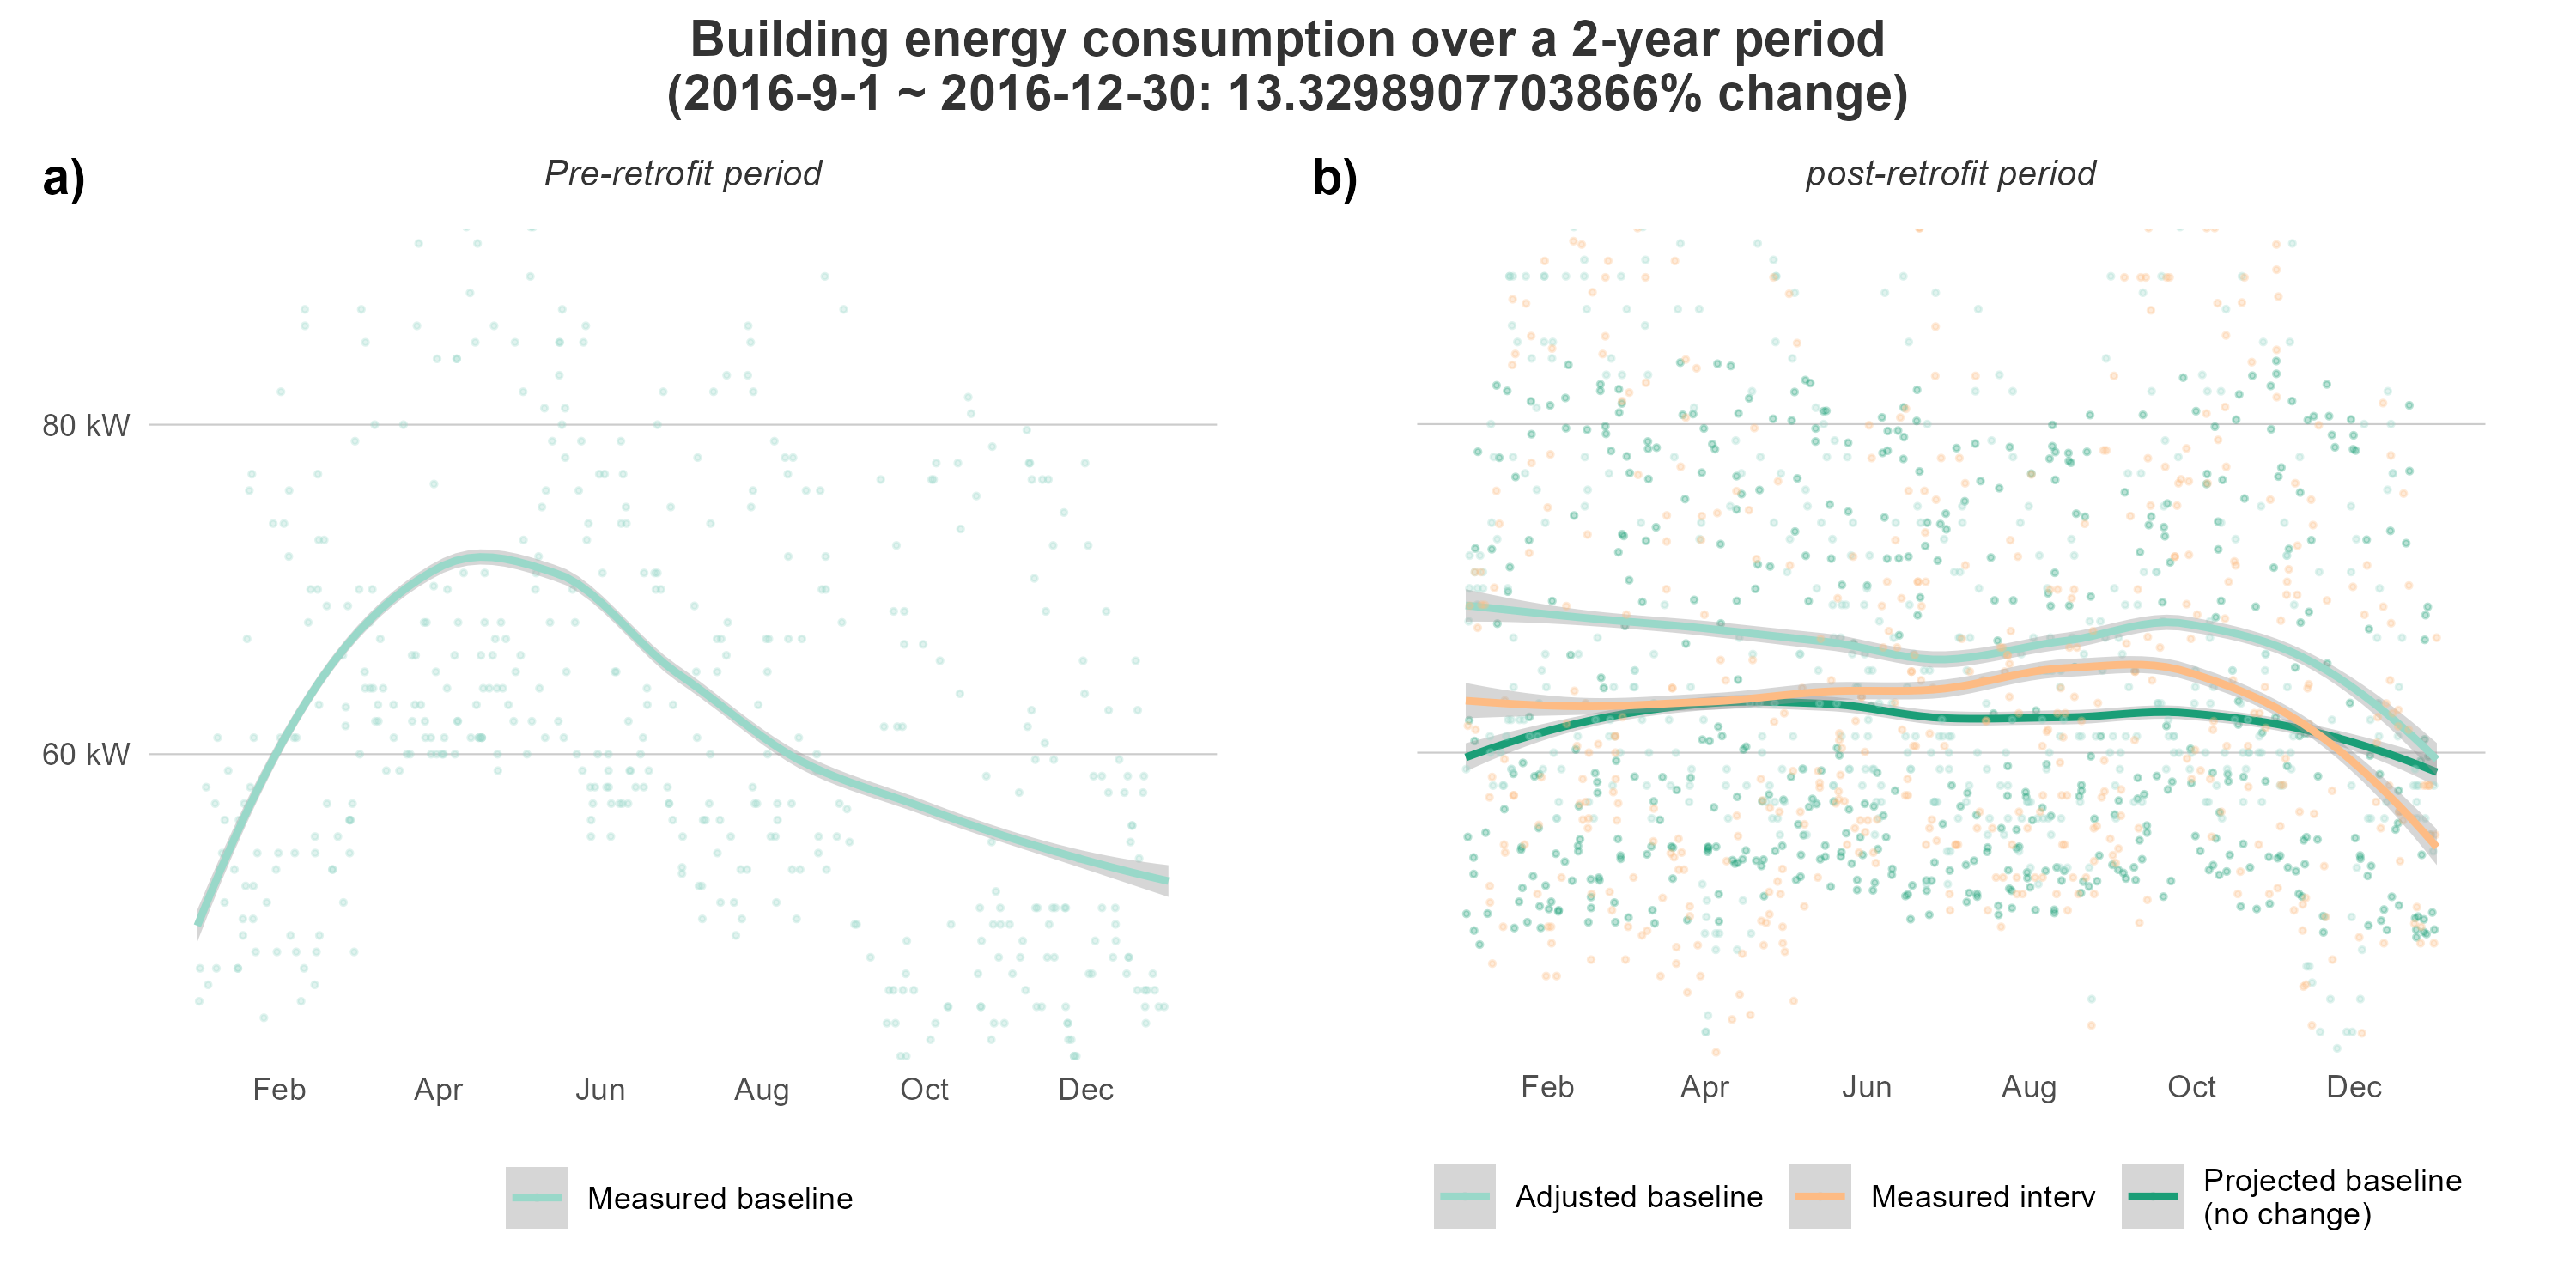 Building energy consumption over a 2-year period
(2016-9-1 ~ 2016-12-30: 13.3298907703866% change)
a)
Pre-retrofit period
80 kW
60 kW
Feb Apr Jun Aug Oct Dec
Measured baseline
b)
post-retrofit period
Feb Apr Jun Aug Oct Dec
Adjusted baseline
Measured interv
Projected baseline
(no change)